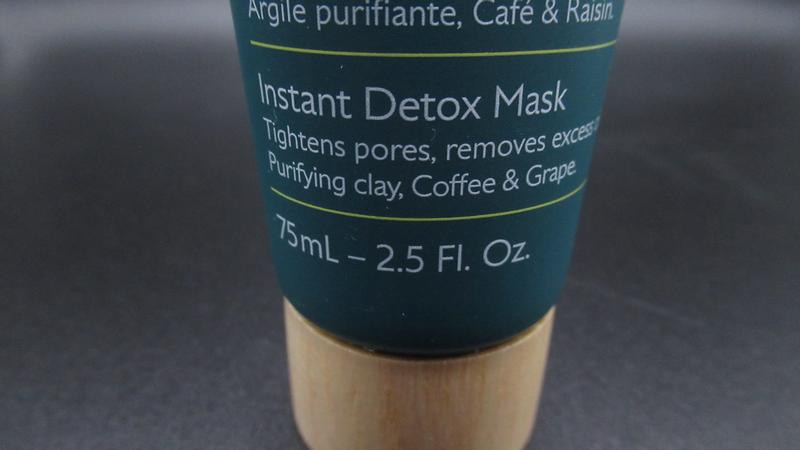 Argile purifiante, Café & Raisin.
Instant Detox Mask
Tightens pores, removes excess
Purifying clay, Coffee & Grape.
75mL – 2.5 Fl. Oz.